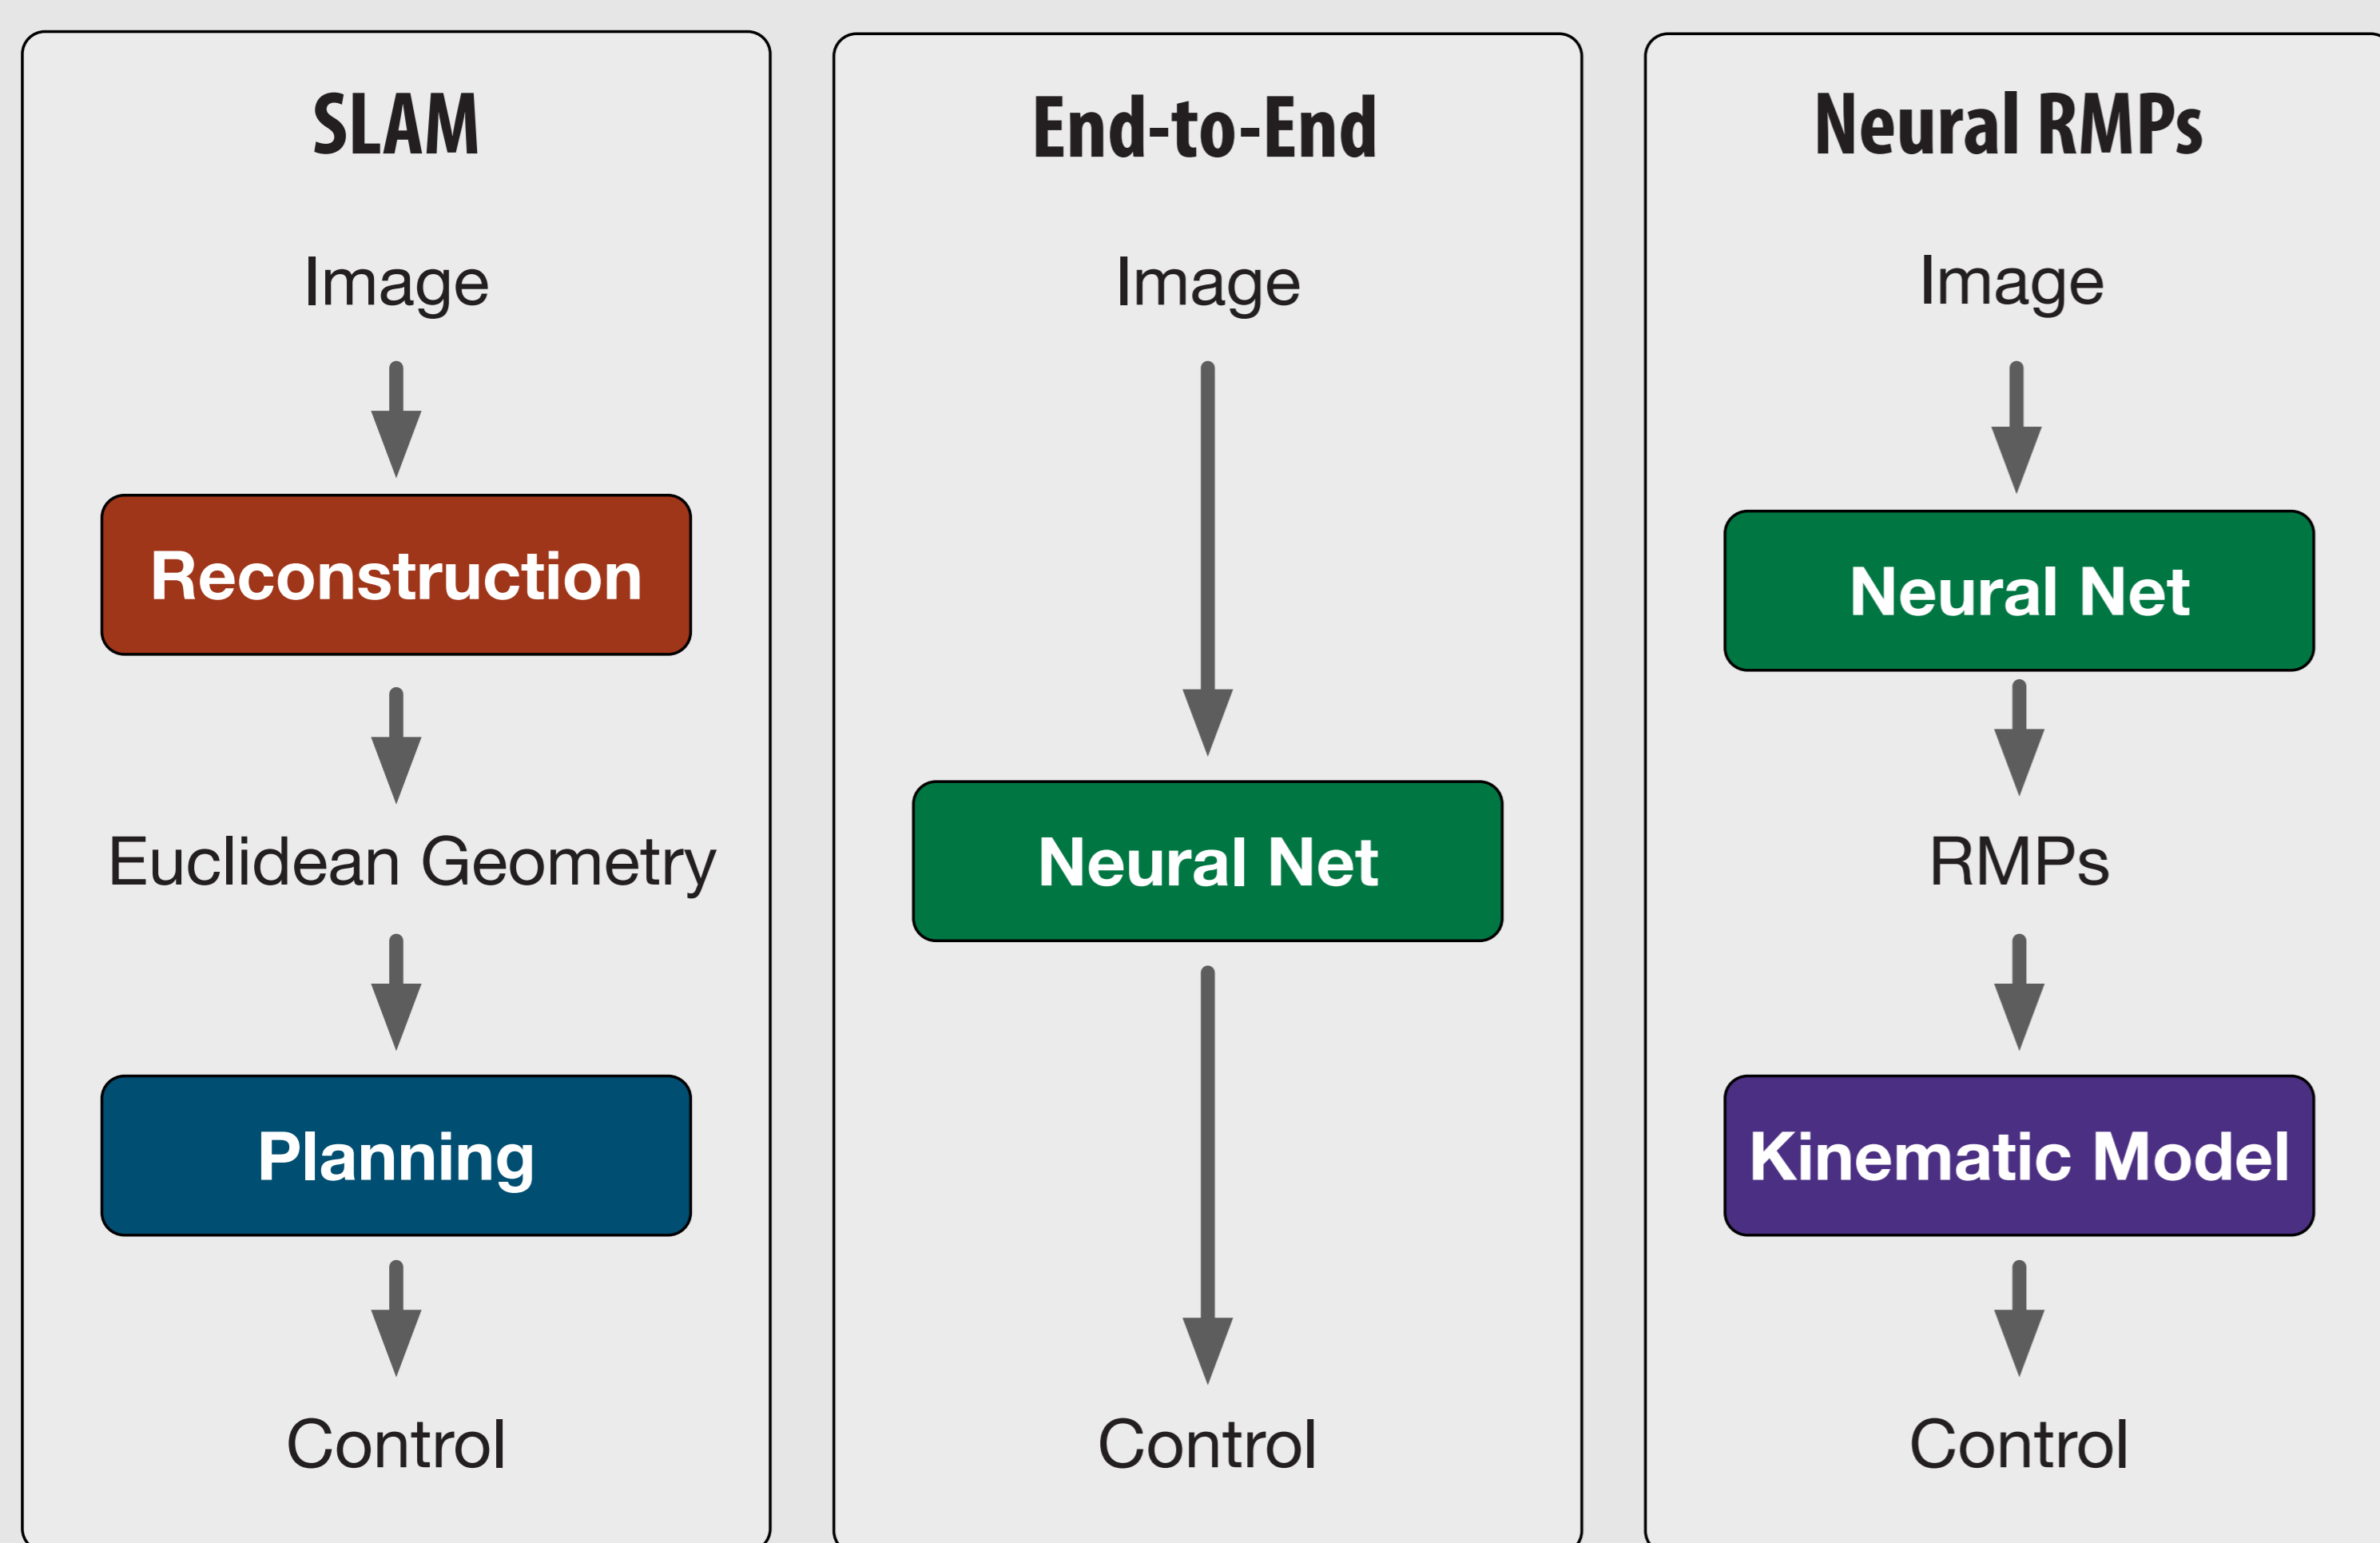 SLAM
Image
Reconstruction
Euclidean Geometry
Planning
Control
End-to-End
Image
Neural Net
Control
Neural RMPs
Image
Neural Net
RMPs
Kinematic Model
Control